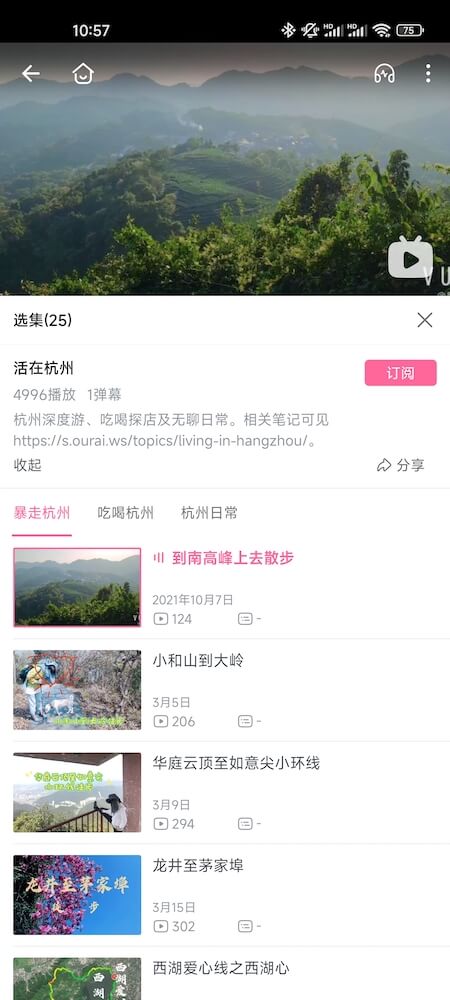 10:57
HD
HD
75
VU
选集(25)
活在杭州
订阅
4996播放 1弹幕
杭州深度游、吃喝探店及无聊日常。相关笔记可见
https://s.ourai.ws/topics/living-in-hangzhou/。
收起
分享
暴走杭州 吃喝杭州 杭州日常
到南高峰上去散步
2021年10月7日
124 -
小和山到大岭
3月5日
206 -
华庭云顶至如意尖小环线
3月9日
294 -
龙井至茅家埠
徒步
龙井至茅家埠
3月15日
302 -
西湖
西湖爱心线之西湖心